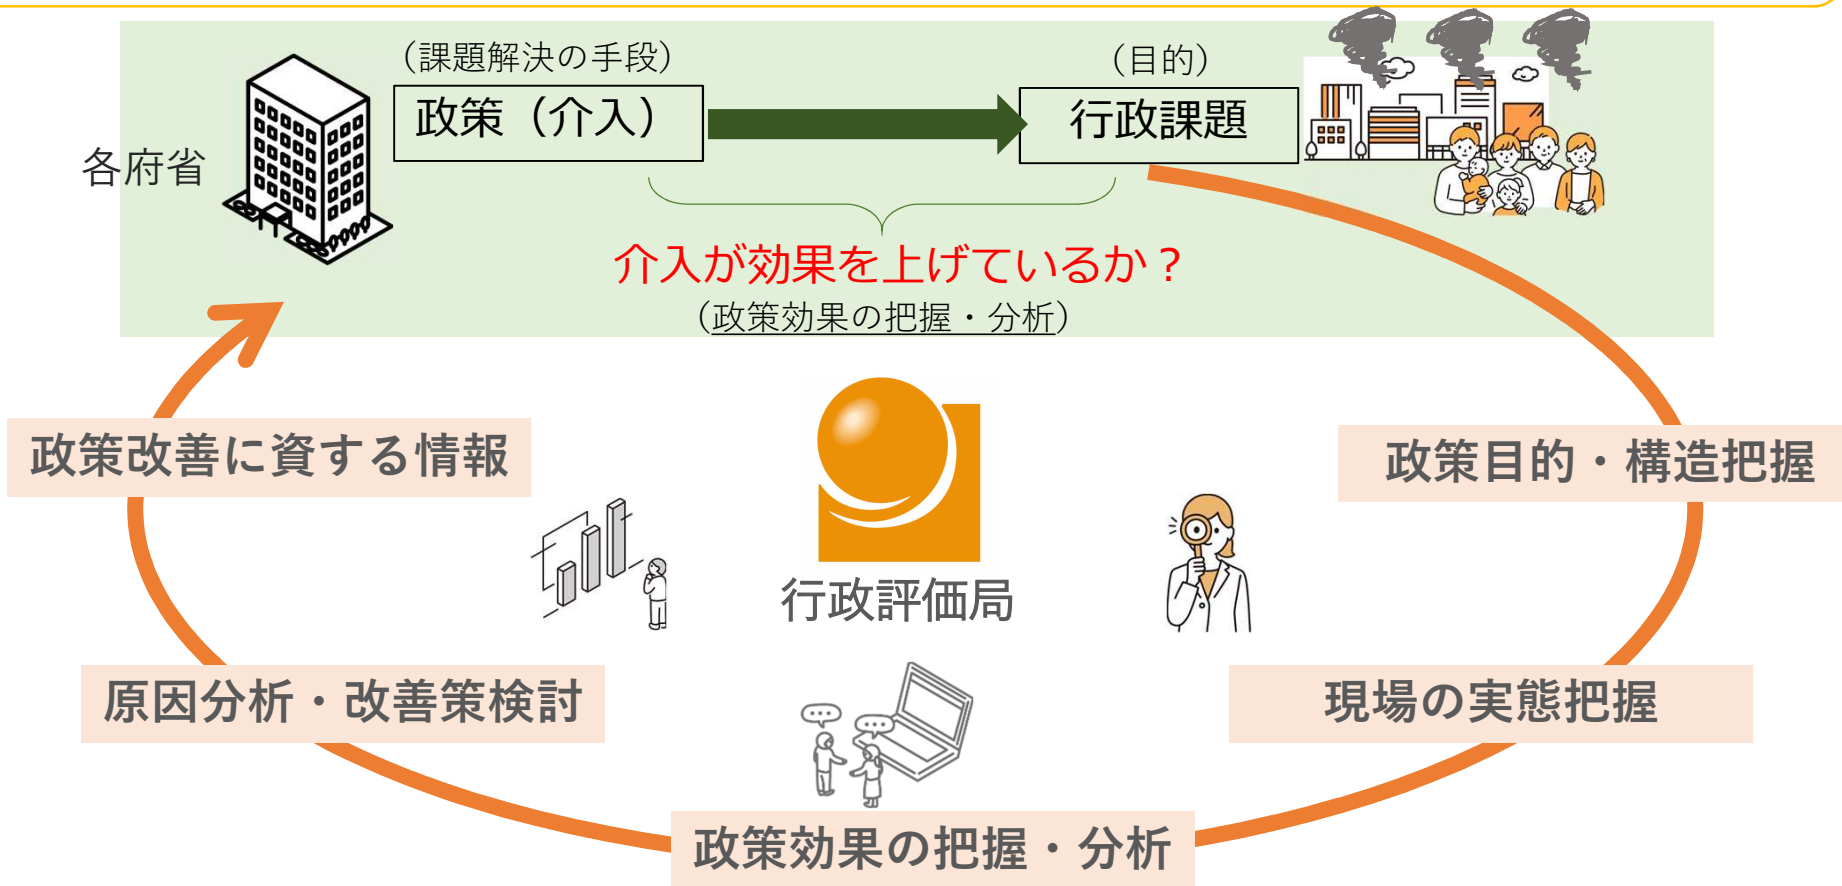 （課題解決の手段）
（目的）
政策（介入）
行政課題
各府省
介入が効果を上げているか？
（政策効果の把握・分析）
政策改善に資する情報
政策目的・構造把握
行政評価局
原因分析・改善策検討
現場の実態把握
政策効果の把握・分析